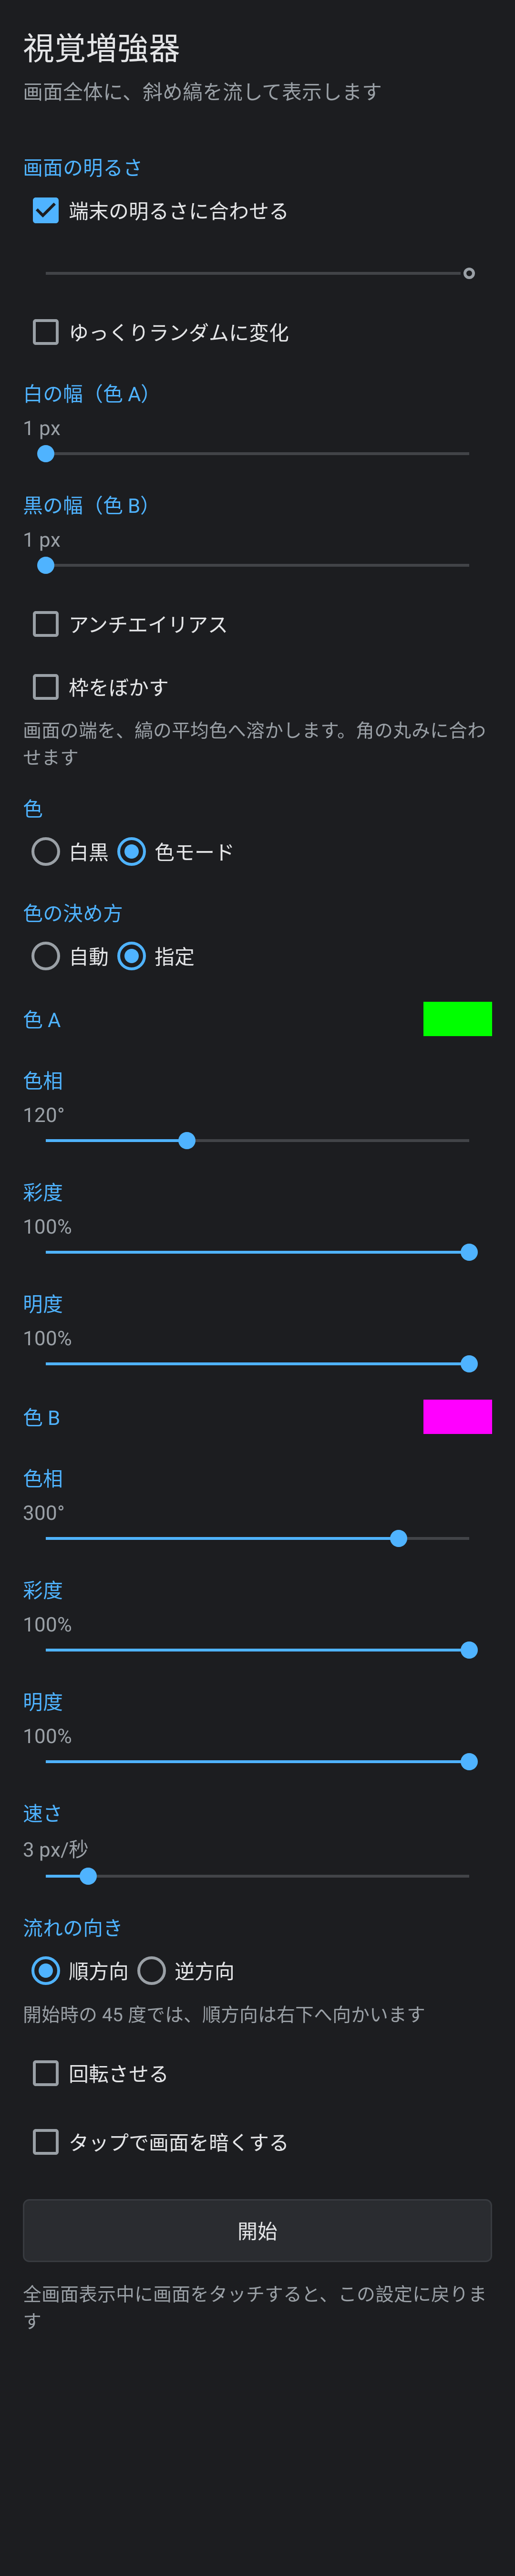 視覚増強器
画面全体に、斜め縞を流して表示します
画面の明るさ
端末の明るさに合わせる
ゆっくりランダムに変化
白の幅（色 A）
1 px
黒の幅（色 B）
1 px
アンチエイリアス
枠をぼかす
画面の端を、縞の平均色へ溶かします。角の丸みに合わ
せます
色
白黒 色モード
色の決め方
自動 指定
色 A
色相
120°
彩度
100%
明度
100%
色 B
色相
300°
彩度
100%
明度
100%
速さ
3 px/秒
流れの向き
順方向 逆方向
開始時の 45 度では、順方向は右下へ向かいます
回転させる
タップで画面を暗くする
開始
全画面表示中に画面をタッチすると、この設定に戻りま
す